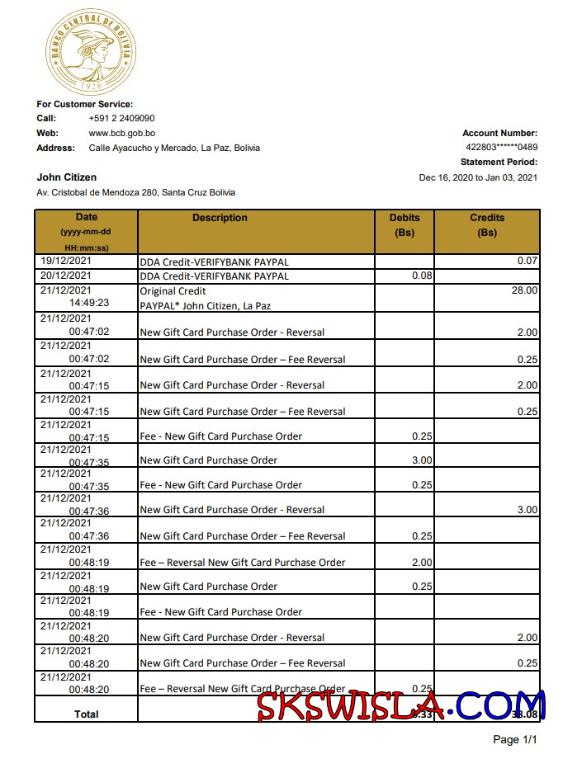 BANCO CENTRAL DE BOLIVIA
1928
For Customer Service:
Call: +591 2 2409090
Web: www.bcb.gob.bo
Address: Calle Ayacucho y Mercado, La Paz, Bolivia
Account Number:
422803******0489
Statement Period:
Dec 16, 2020 to Jan 03, 2021
John Citizen
Av. Cristobal de Mendoza 280, Santa Cruz Bolivia
Date (yyyy-mm-dd HH:mm:ss) Description Debits (Bs) Credits (Bs)
19/12/2021 DDA Credit-VERIFYBANK PAYPAL 0.07
20/12/2021 DDA Credit-VERIFYBANK PAYPAL 0.08
21/12/2021 Original Credit 28.00
14:49:23 PAYPAL* John Citizen, La Paz
21/12/2021
00:47:02 New Gift Card Purchase Order - Reversal 2.00
21/12/2021
00:47:02 New Gift Card Purchase Order – Fee Reversal 0.25
21/12/2021
00:47:15 New Gift Card Purchase Order - Reversal 2.00
21/12/2021
00:47:15 New Gift Card Purchase Order – Fee Reversal 0.25
21/12/2021
00:47:15 Fee - New Gift Card Purchase Order 0.25
21/12/2021
00:47:35 New Gift Card Purchase Order 3.00
21/12/2021
00:47:35 Fee - New Gift Card Purchase Order 0.25
21/12/2021
00:47:36 New Gift Card Purchase Order - Reversal 3.00
21/12/2021
00:47:36 New Gift Card Purchase Order – Fee Reversal 0.25
21/12/2021
00:48:19 Fee – Reversal New Gift Card Purchase Order 2.00
21/12/2021
00:48:19 New Gift Card Purchase Order 0.25
21/12/2021
00:48:19 Fee - New Gift Card Purchase Order
21/12/2021
00:48:20 New Gift Card Purchase Order - Reversal 2.00
21/12/2021
00:48:20 New Gift Card Purchase Order – Fee Reversal 0.25
21/12/2021
00:48:20 Fee – Reversal New Gift Card Purchase Order 0.25
SKSWISLA.COM
Total
Page 1/1